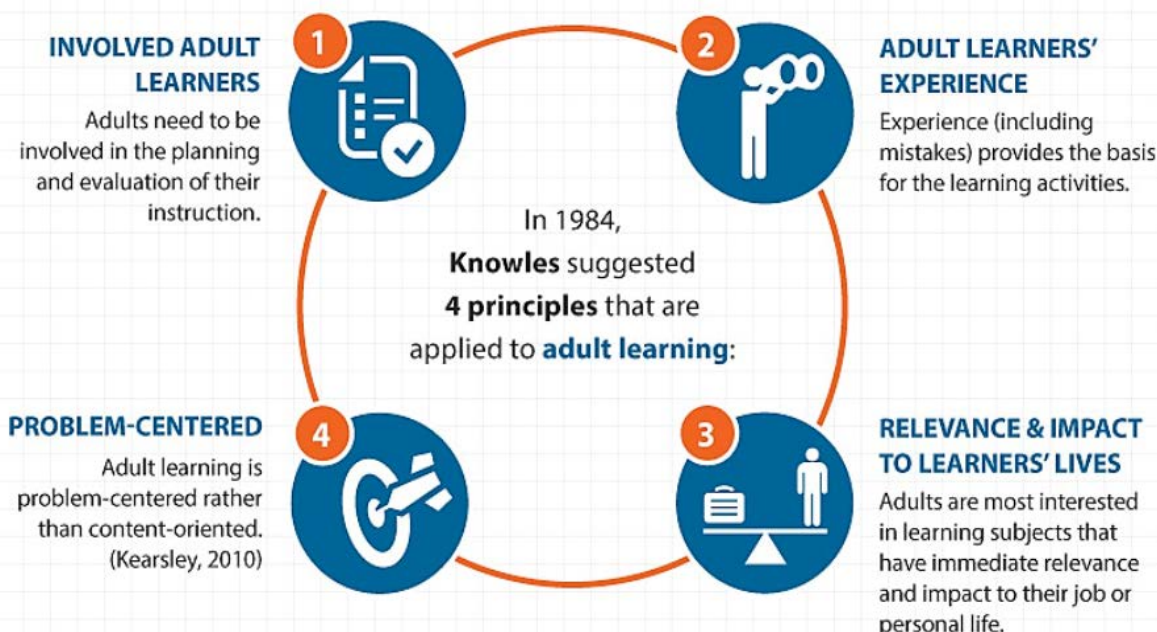 1
INVOLVED ADULT
LEARNERS
Adults need to be
involved in the planning
and evaluation of their
instruction.
2
ADULT LEARNERS’
EXPERIENCE
Experience (including
mistakes) provides the basis
for the learning activities.
In 1984,
Knowles suggested
4 principles that are
applied to adult learning:
3
RELEVANCE & IMPACT
TO LEARNERS’ LIVES
Adults are most interested
in learning subjects that
have immediate relevance
and impact to their job or
personal life.
4
PROBLEM-CENTERED
Adult learning is
problem-centered rather
than content-oriented.
(Kearsley, 2010)